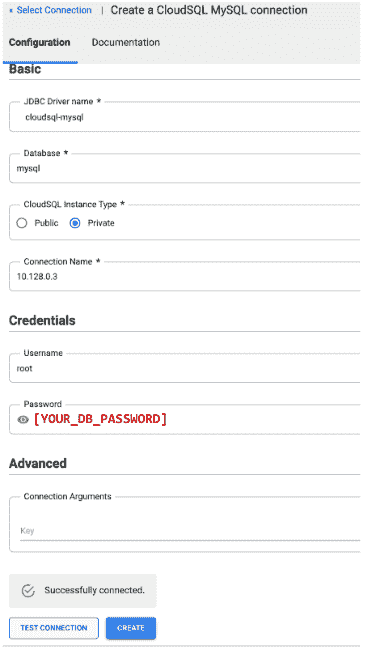 « Select Connection | Create a CloudSQL MySQL connection
Configuration Documentation
Basic
JDBC Driver name *
cloudsql-mysql
Database *
mysql
CloudSQL Instance Type *
Public Private
Connection Name *
10.128.0.3
Credentials
Username
root
Password
[YOUR_DB_PASSWORD]
Advanced
Connection Arguments
Key
Successfully connected.
TEST CONNECTION CREATE